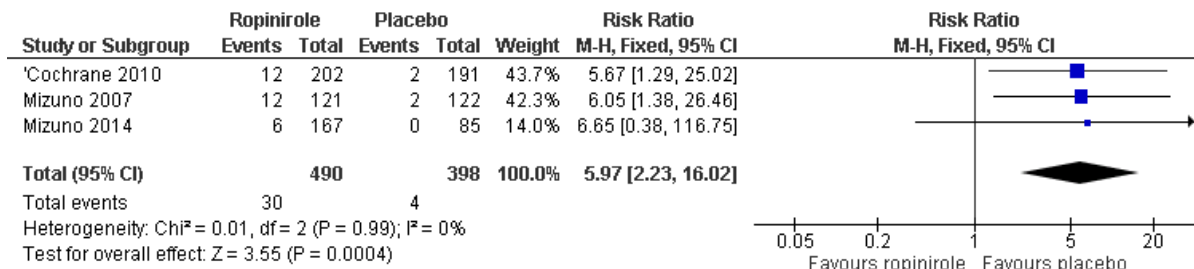 Ropinirole Placebo Risk Ratio Risk Ratio
Study or Subgroup Events Total Events Total Weight M-H, Fixed, 95% CI M-H, Fixed, 95% CI
'Cochrane 2010 12 202 2 191 43.7% 5.67 [1.29, 25.02]
Mizuno 2007 12 121 2 122 42.3% 6.05 [1.38, 26.46]
Mizuno 2014 6 167 0 85 14.0% 6.65 [0.38, 116.75]
Total (95% CI) 490 398 100.0% 5.97 [2.23, 16.02]
Total events 30 4
Heterogeneity: Chi² = 0.01, df = 2 (P = 0.99); I² = 0%
Test for overall effect: Z = 3.55 (P = 0.0004)
0.05 0.2 1 5 20
Favours ropinirole Favours placebo